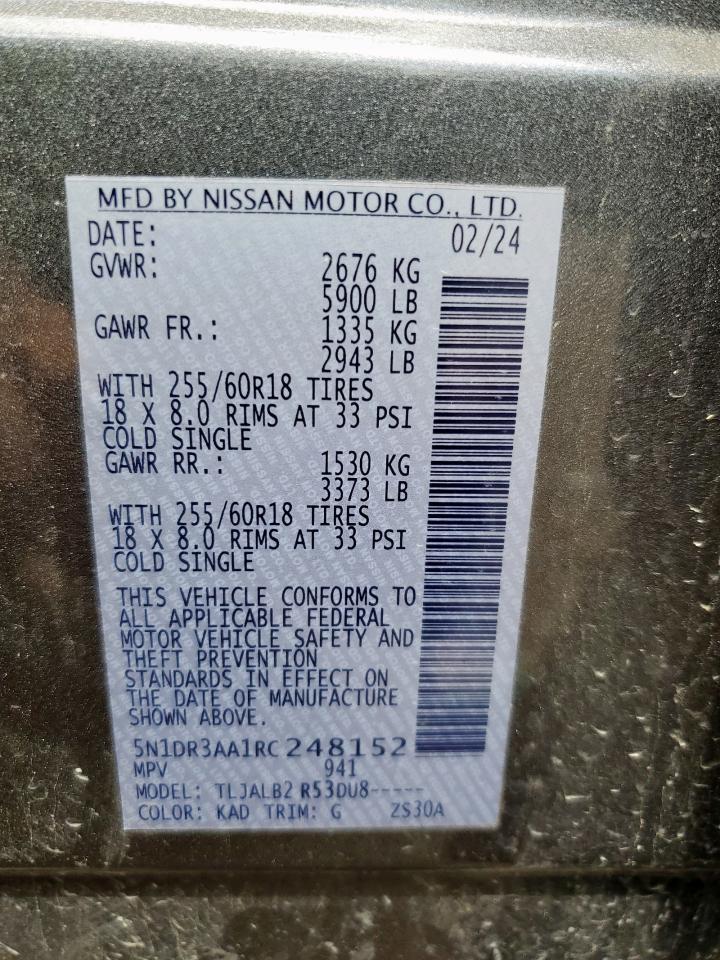 MFD BY NISSAN MOTOR CO., LTD.
DATE: 02/24
GVWR: 2676 KG
5900 LB
GAWR FR.: 1335 KG
2943 LB
WITH 255/60R18 TIRES
18 X 8.0 RIMS AT 33 PSI
COLD SINGLE
GAWR RR.: 1530 KG
3373 LB
WITH 255/60R18 TIRES
18 X 8.0 RIMS AT 33 PSI
COLD SINGLE
THIS VEHICLE CONFORMS TO
ALL APPLICABLE FEDERAL
MOTOR VEHICLE SAFETY AND
THEFT PREVENTION
STANDARDS IN EFFECT ON
THE DATE OF MANUFACTURE
SHOWN ABOVE.
5N1DR3AA1RC248152
MPV 941
MODEL: TLJALB2 R53DU8-----
COLOR: KAD TRIM: G ZS30A